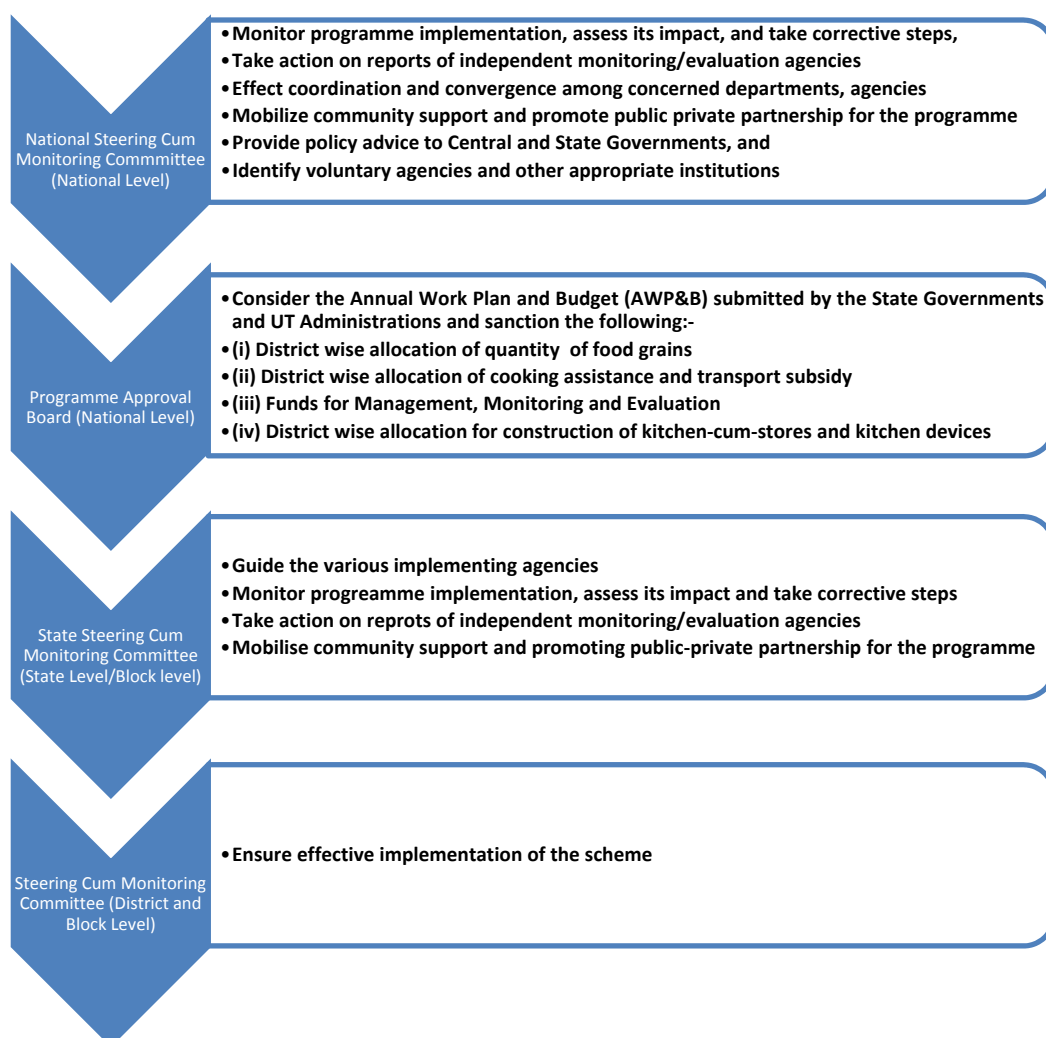 National Steering Cum
Monitoring Commmittee
(National Level)
•Monitor programme implementation, assess its impact, and take corrective steps,
•Take action on reports of independent monitoring/evaluation agencies
•Effect coordination and convergence among concerned departments, agencies
•Mobilize community support and promote public private partnership for the programme
•Provide policy advice to Central and State Governments, and
•Identify voluntary agencies and other appropriate institutions
Programme Approval
Board (National Level)
•Consider the Annual Work Plan and Budget (AWP&B) submitted by the State Governments
and UT Administrations and sanction the following:-
•(i) District wise allocation of quantity of food grains
•(ii) District wise allocation of cooking assistance and transport subsidy
•(iii) Funds for Management, Monitoring and Evaluation
•(iv) District wise allocation for construction of kitchen-cum-stores and kitchen devices
State Steering Cum
Monitoring Committee
(State Level/Block level)
•Guide the various implementing agencies
•Monitor progreamme implementation, assess its impact and take corrective steps
•Take action on reprots of independent monitoring/evaluation agencies
•Mobilise community support and promoting public-private partnership for the programme
Steering Cum Monitoring
Committee (District and
Block Level)
•Ensure effective implementation of the scheme